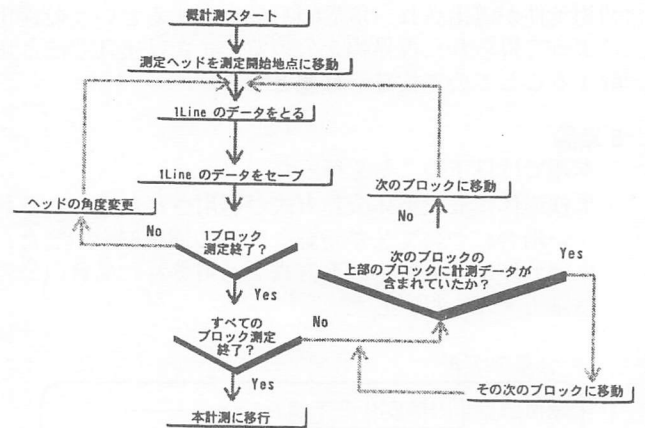 概計測スタート
測定ヘッドを測定開始地点に移動
1Line のデータをとる
1Line のデータをセーブ
次のブロックに移動
ヘッドの角度変更
No
No
1ブロック
測定終了?
次のブロックの
上部のブロックに計測データが
含まれていたか?
Yes
Yes
すべての
ブロック測定
終了?
No
Yes
その次のブロックに移動
本計測に移行